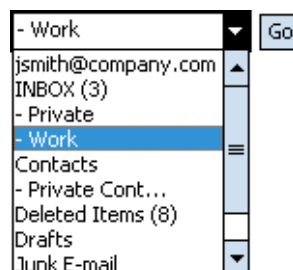 - Work
Go
jsmith@company.com
INBOX (3)
- Private
- Work
Contacts
- Private Cont...
Deleted Items (8)
Drafts
Junk E-mail